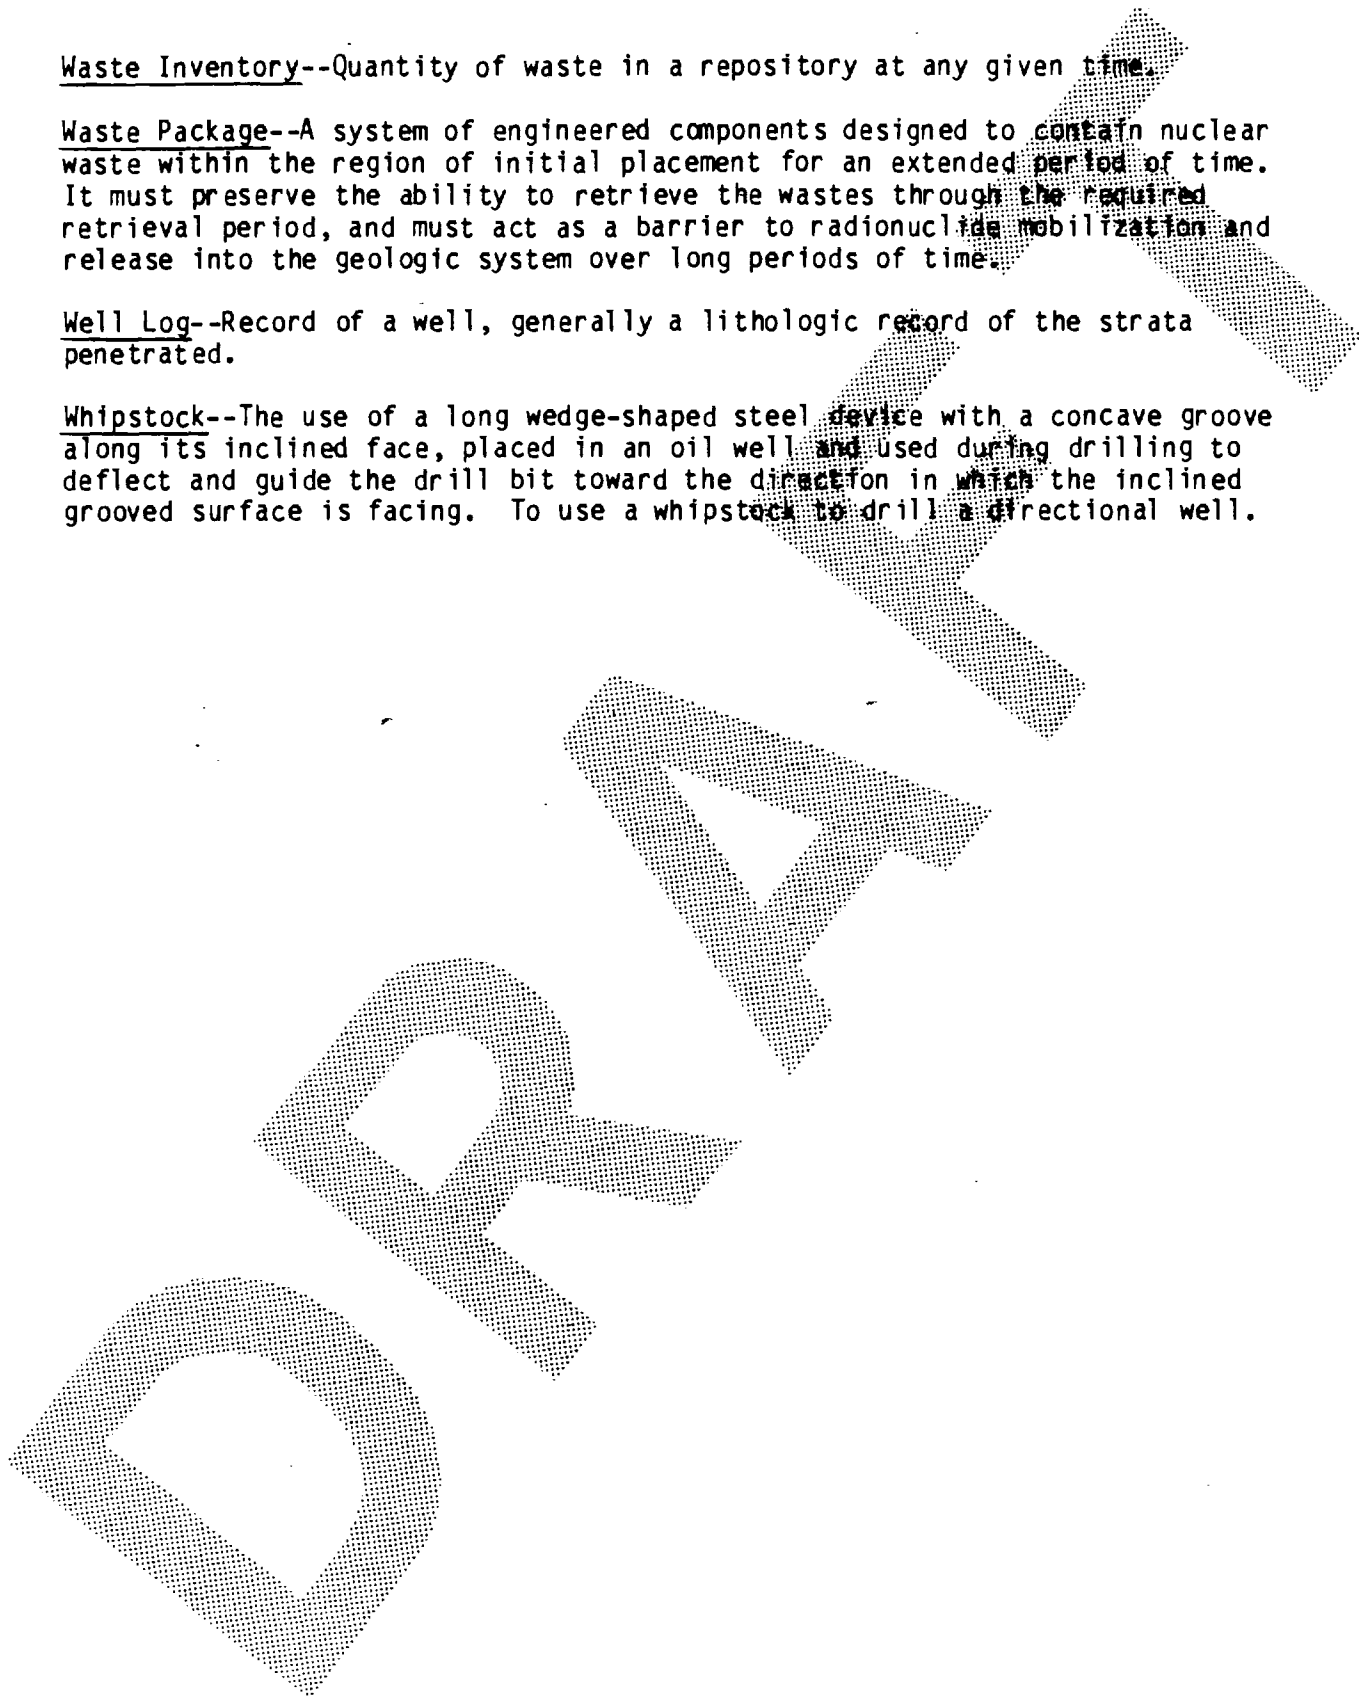 Waste Inventory--Quantity of waste in a repository at any given time.
Waste Package--A system of engineered components designed to contain nuclear
waste within the region of initial placement for an extended period of time.
It must preserve the ability to retrieve the wastes through the required
retrieval period, and must act as a barrier to radionuclide mobilization and
release into the geologic system over long periods of time.
Well Log--Record of a well, generally a lithologic record of the strata
penetrated.
Whipstock--The use of a long wedge-shaped steel device with a concave groove
along its inclined face, placed in an oil well and used during drilling to
deflect and guide the drill bit toward the direction in which the inclined
grooved surface is facing.  To use a whipstock to drill a directional well.
DRAFT